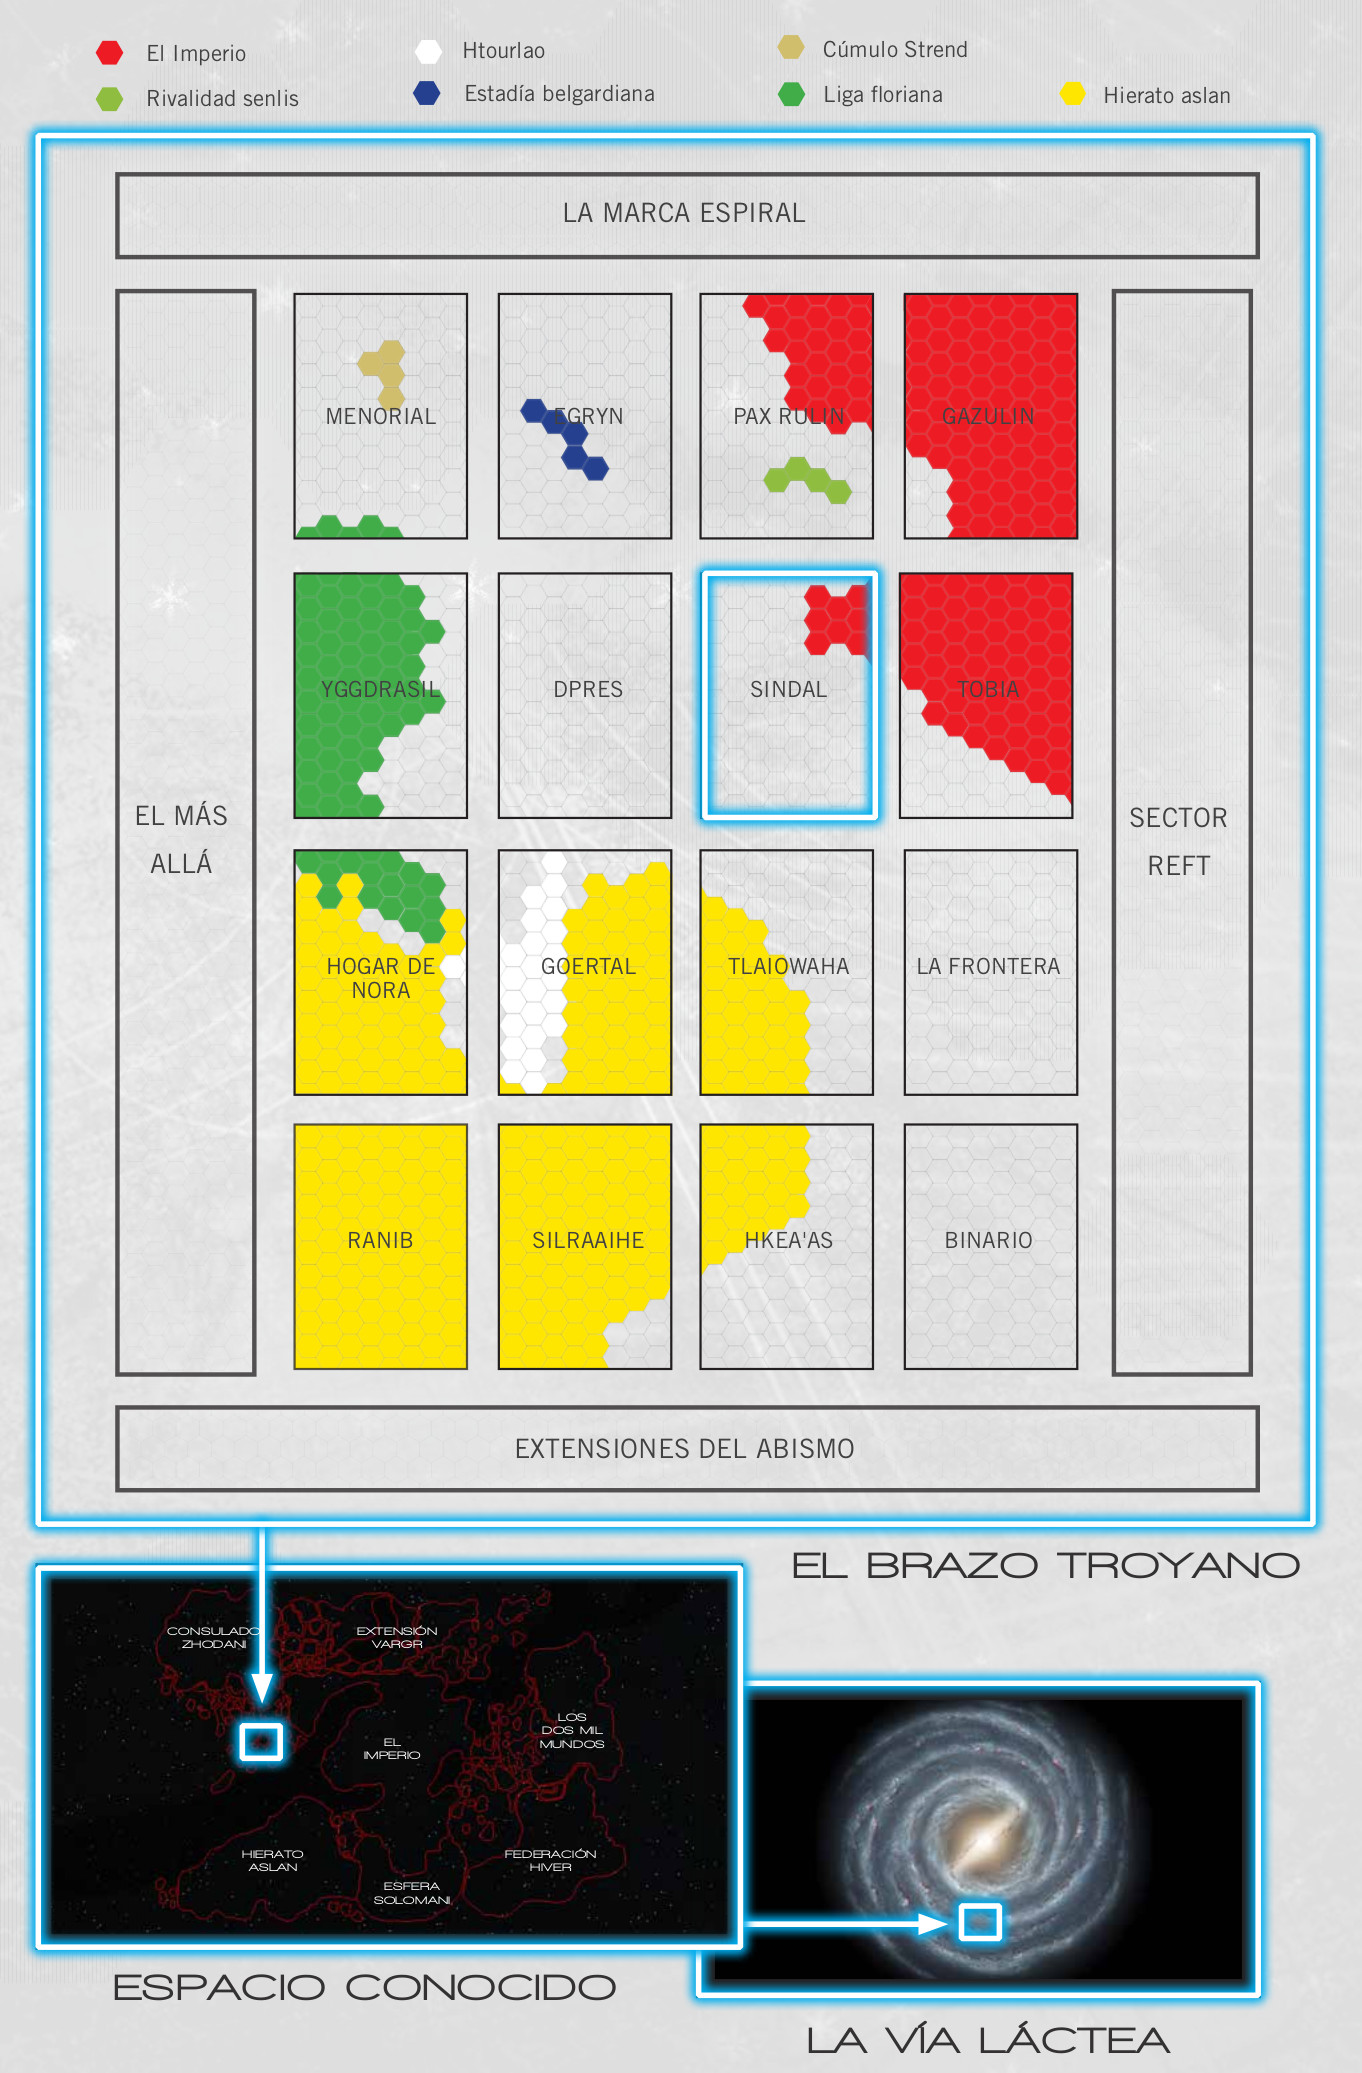 El Imperio
Htourlao
Cúmulo Strend
Rivalidad senlis
Estadía belgardiana
Liga floriana
Hierato aslan
LA MARCA ESPIRAL
MENORIAL
EGRYN
PAX RULIN
GAZULIN
YGGDRASIL
DPRES
SINDAL
TOBIA
EL MÁS
ALLÁ
SECTOR
REFT
HOGAR DE
NORA
GOERTAL
TLAIOWAHA
LA FRONTERA
RANIB
SILRAAIHE
HKEA'AS
BINARIO
EXTENSIONES DEL ABISMO
EL BRAZO TROYANO
CONSULADO
ZHODANI
EXTENSIÓN
VARGR
LOS
DOS MIL
MUNDOS
EL
IMPERIO
HIERATO
ASLAN
FEDERACIÓN
HIVER
ESFERA
SOLOMANI
ESPACIO CONOCIDO
LA VÍA LÁCTEA